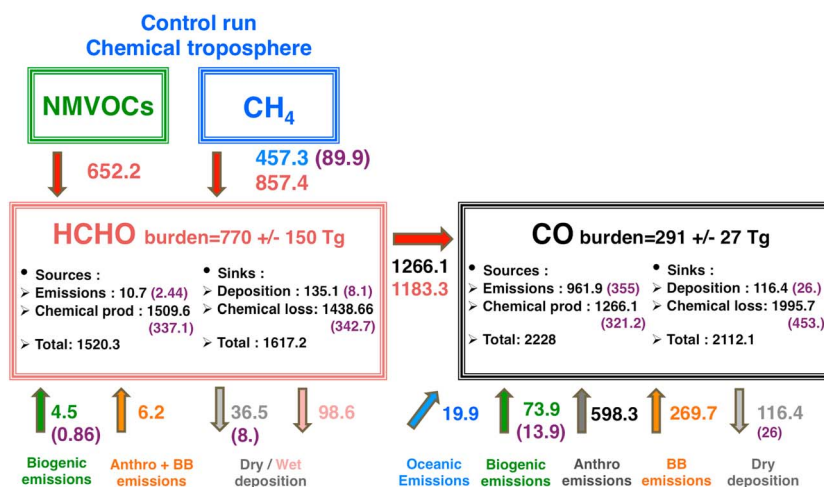 Control run
Chemical troposphere
NMVOCs
CH4
652.2
457.3 (89.9)
857.4
HCHO burden=770 +/- 150 Tg
• Sources :
➢ Emissions : 10.7 (2.44)
➢ Chemical prod : 1509.6
(337.1)
➢ Total: 1520.3
• Sinks :
➢ Deposition : 135.1 (8.1)
➢ Chemical loss: 1438.66
(342.7)
➢ Total : 1617.2
1266.1
1183.3
CO burden=291 +/- 27 Tg
• Sources :
➢ Emissions : 961.9 (355)
➢ Chemical prod : 1266.1
(321.2)
➢ Total: 2228
• Sinks :
➢ Deposition : 116.4 (26.)
➢ Chemical loss: 1995.7
(453.)
➢ Total : 2112.1
4.5
(0.86)
Biogenic
emissions
6.2
Anthro + BB
emissions
36.5
(8.)
98.6
Dry / Wet
deposition
19.9
Oceanic
Emissions
73.9
(13.9)
Biogenic
emissions
598.3
Anthro
emissions
269.7
BB
emissions
116.4
(26)
Dry
deposition